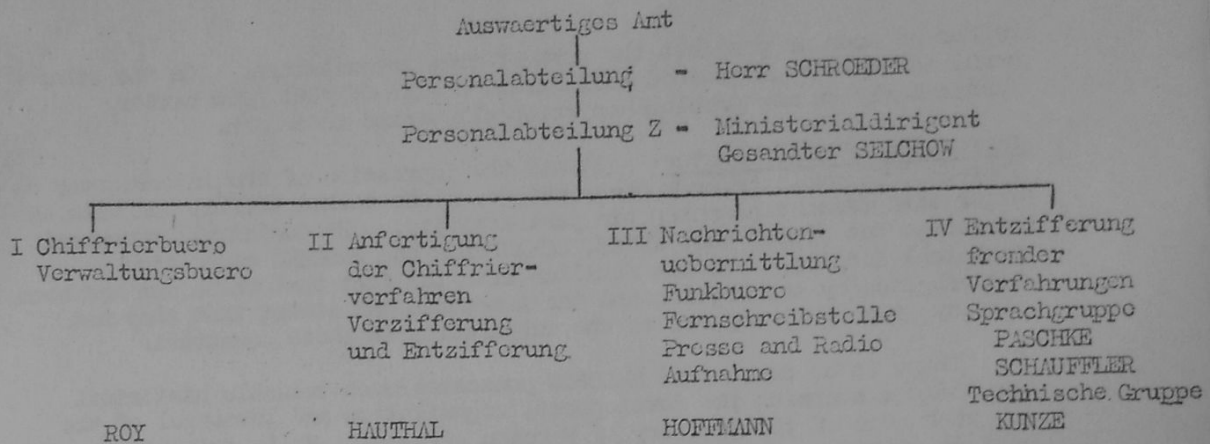 Auswaertiges Amt
Personalabteilung - Herr SCHROEDER
Personalabteilung Z - Ministerialdirigent
Gesandter SELCHOW
I Chiffrierbuero
Verwaltungsbuero
ROY
II Anfertigung
der Chiffrier-
verfahren
Verzifferung
und Entzifferung.
HAUTHAL
III Nachrichten-
uebermittlung
Funkbuero
Fernschreibstelle
Presse and Radio
Aufnahme
HOFFMANN
IV Entzifferung
fremder
Verfahrungen
Sprachgruppe
PASCHKE
SCHAUFFLER
Technische Gruppe
KUNZE